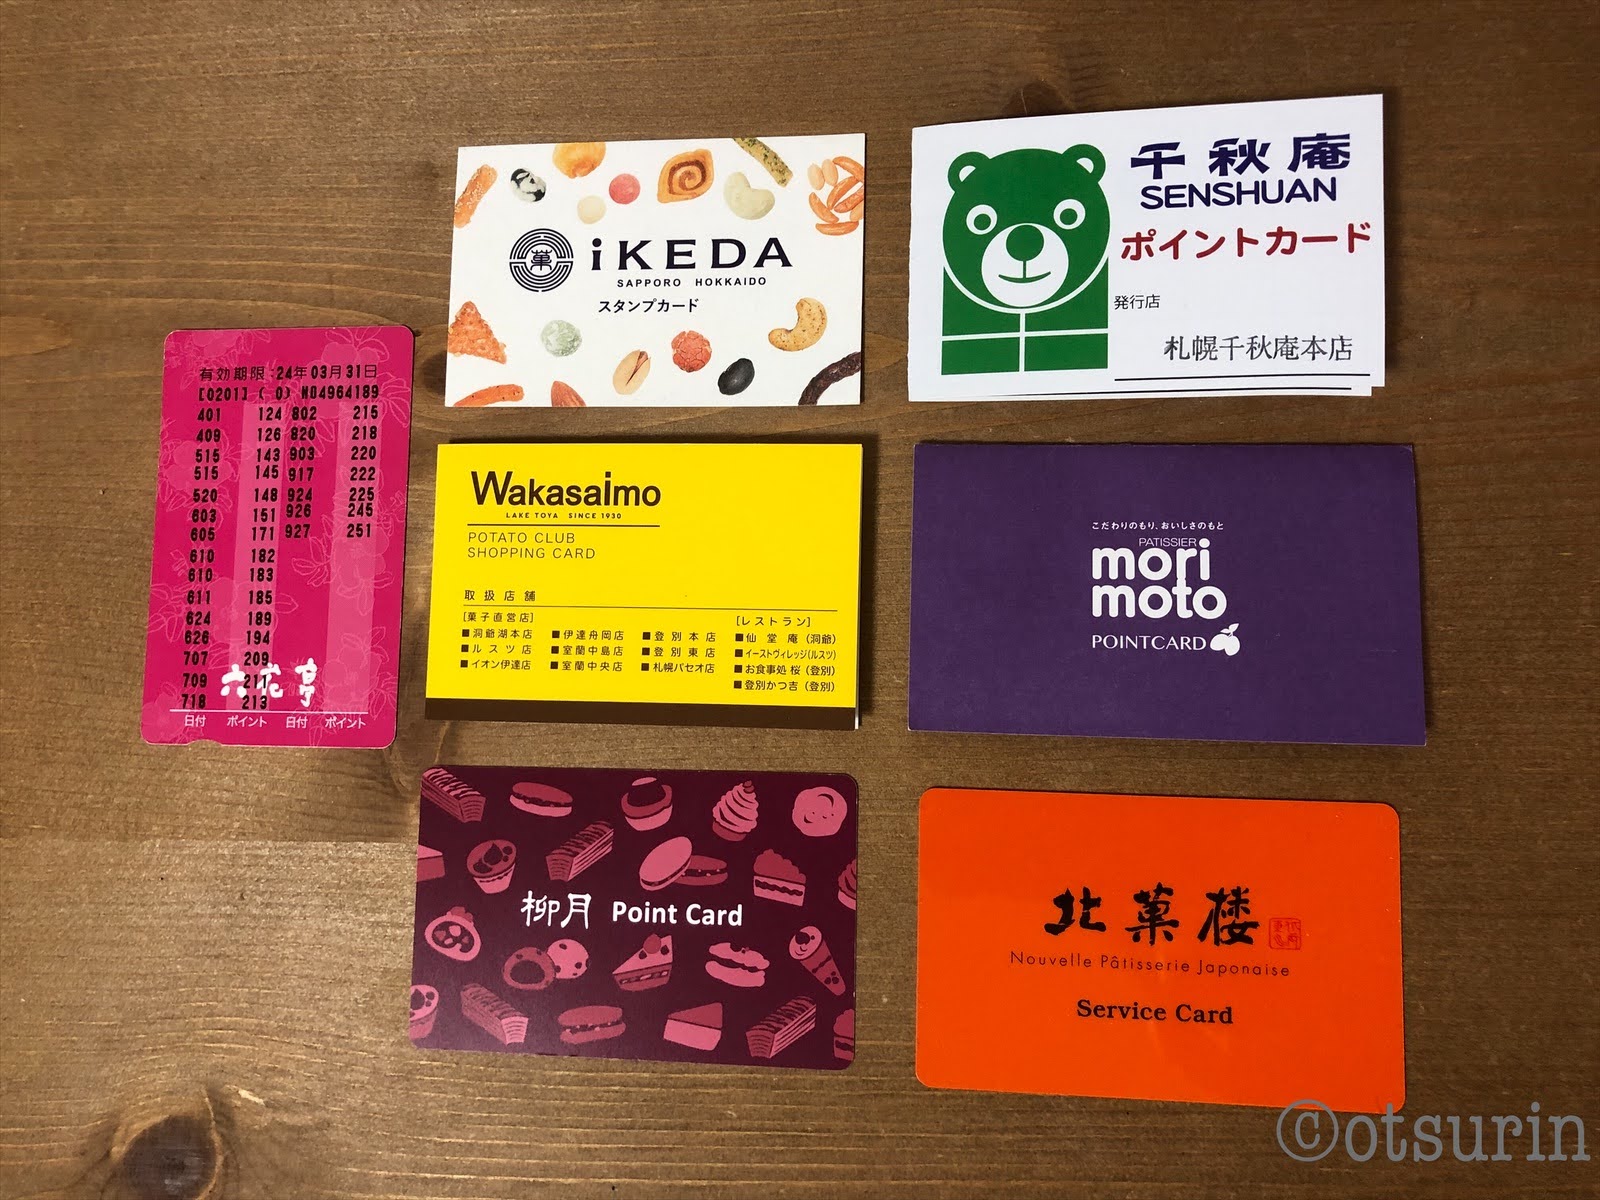 有効期限:24年03月31日
[0201] ( 0) NO4964189
401 124 802 215
409 126 820 218
515 143 903 220
515 145 917 222
520 148 924 225
603 151 926 245
605 171 927 251
610 182
610 183
611 185
624 189
626 194
707 209
709 211
718 213
六花亭
日付 ポイント 日付 ポイント
菓
iKEDA
SAPPORO HOKKAIDO
スタンプカード
千秋庵
SENSHUAN
ポイントカード
発行店
札幌千秋庵本店
Wakasaimo
LAKE TOYA SINCE 1930
POTATO CLUB
SHOPPING CARD
取扱店舗
[菓子直営店] [レストラン]
■洞爺湖本店 ■伊達舟岡店 ■登別本店 ■仙堂庵(洞爺)
■ルスツ店 ■室蘭中島店 ■登別東店 ■イーストヴィレッジ(ルスツ)
■イオン伊達店 ■室蘭中央店 ■札幌パセオ店 ■お食事処 桜(登別)
■登別かつ吉(登別)
こだわりのもり、おいしさのもと
PATISSIER
mori
moto
POINTCARD
柳月 Point Card
北菓楼
Nouvelle Pâtisserie Japonaise
Service Card
©otsurin